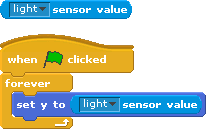 light sensor value
when clicked
forever
set y to light sensor value